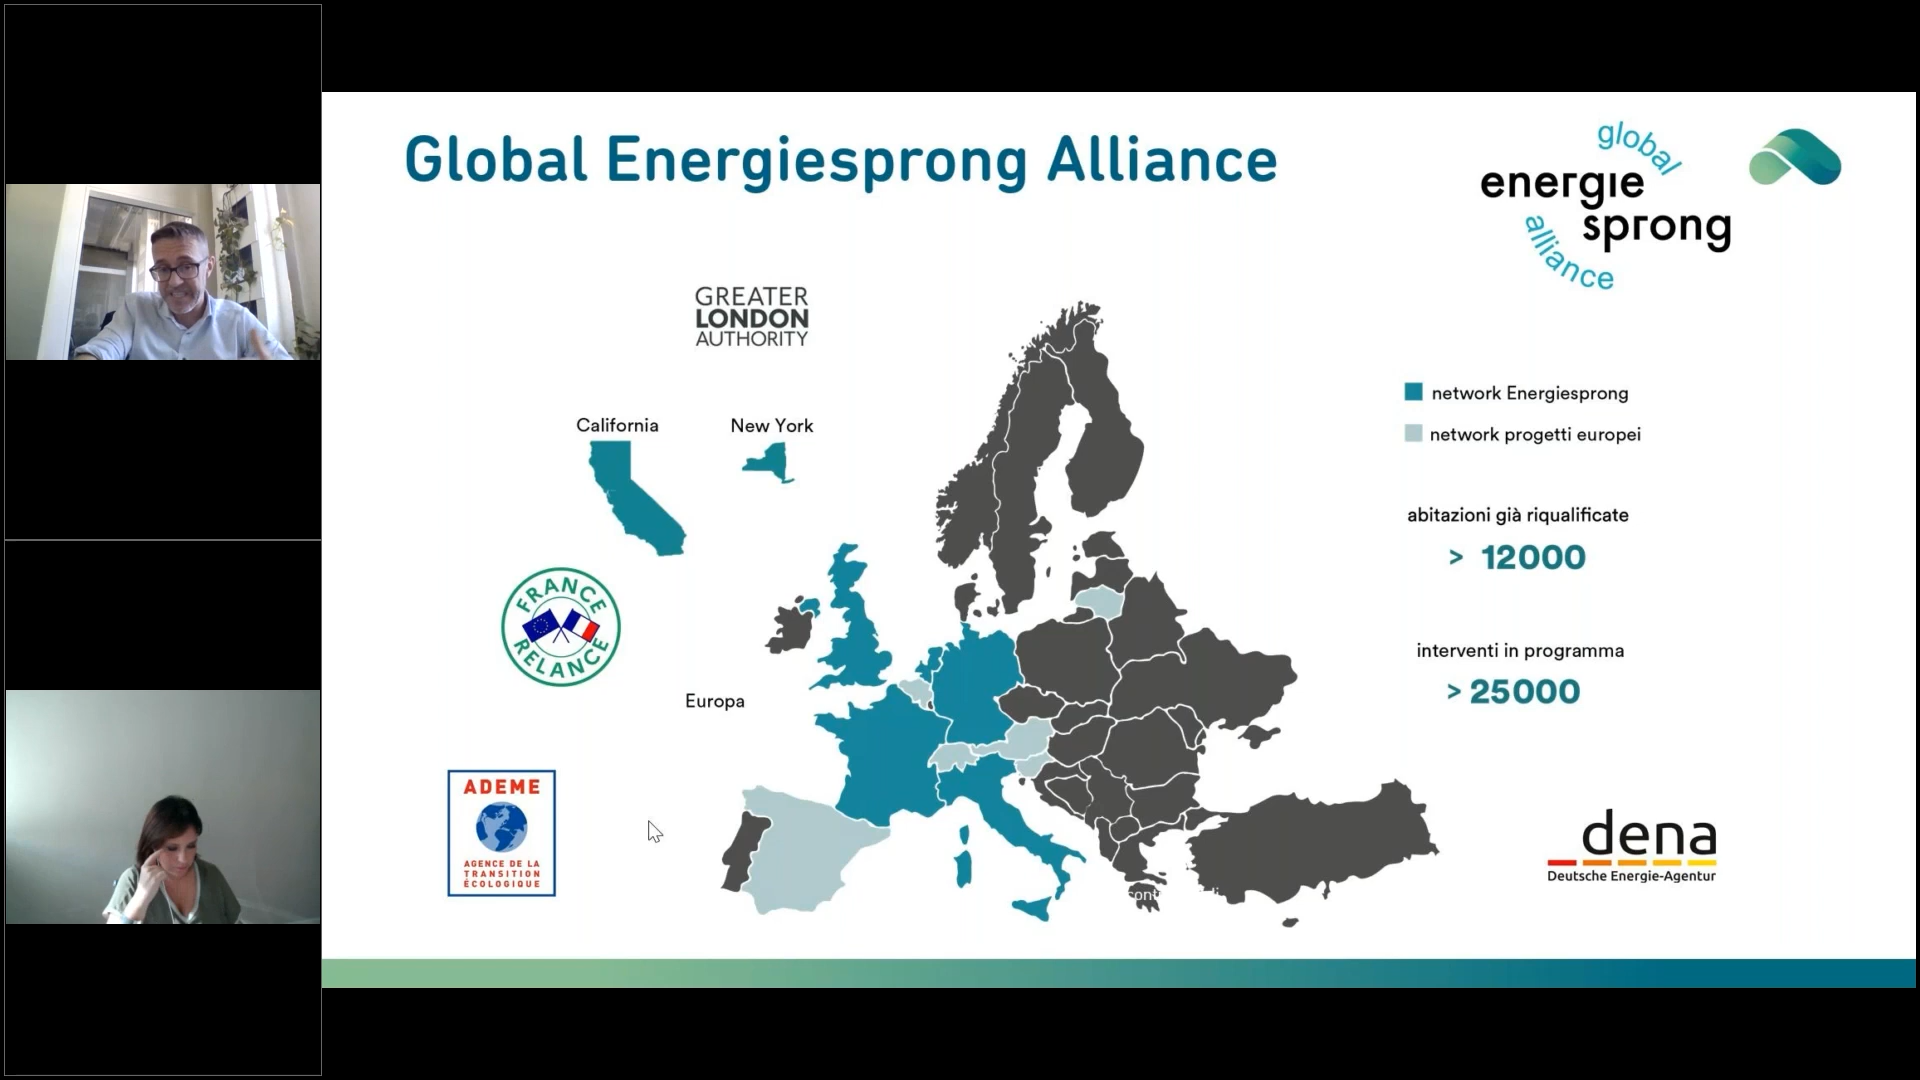 Global Energiesprong Alliance
global
energie
sprong
alliance
GREATER
LONDON
AUTHORITY
California
New York
network Energiesprong
network progetti europei
abitazioni già riqualificate
> 12000
FRANCE
RELANCE
interventi in programma
> 25000
Europa
ADEME
AGENCE DE LA
TRANSITION
ÉCOLOGIQUE
dena
Deutsche Energie-Agentur